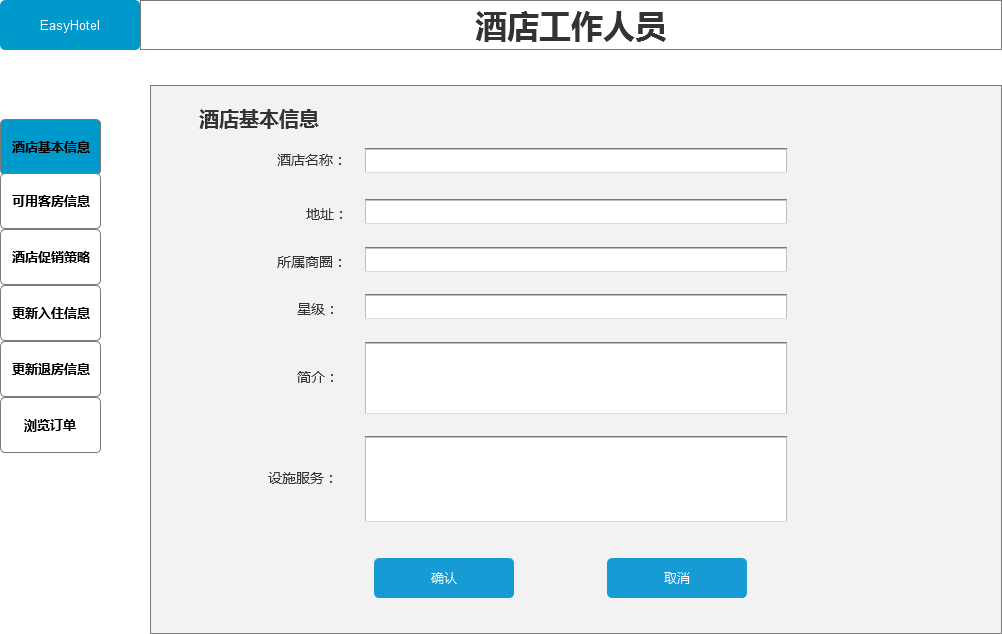 EasyHotel
酒店工作人员
酒店基本信息
可用客房信息
酒店促销策略
更新入住信息
更新退房信息
浏览订单
酒店基本信息
酒店名称：
地址：
所属商圈：
星级：
简介：
设施服务：
确认
取消